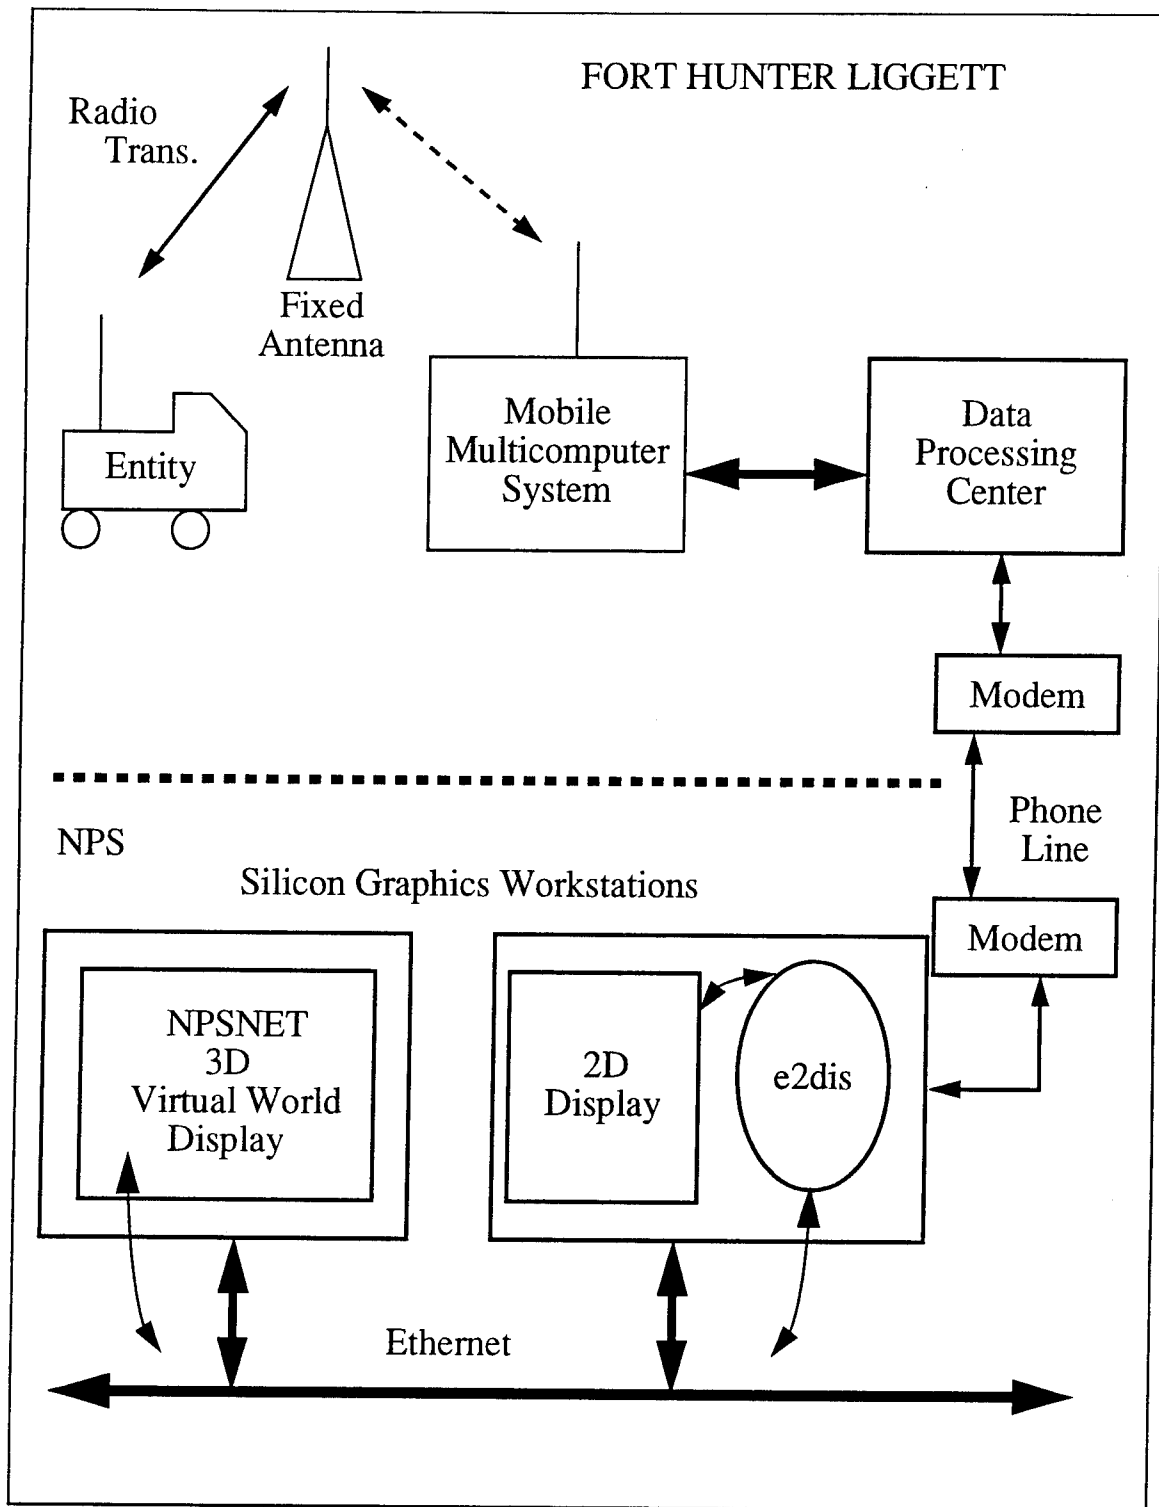 FORT HUNTER LIGGETT
Radio
Trans.
Fixed
Antenna
Entity
Mobile
Multicomputer
System
Data
Processing
Center
Modem
Phone
Line
NPS
Silicon Graphics Workstations
Modem
NPSNET
3D
Virtual World
Display
2D
Display
e2dis
Ethernet